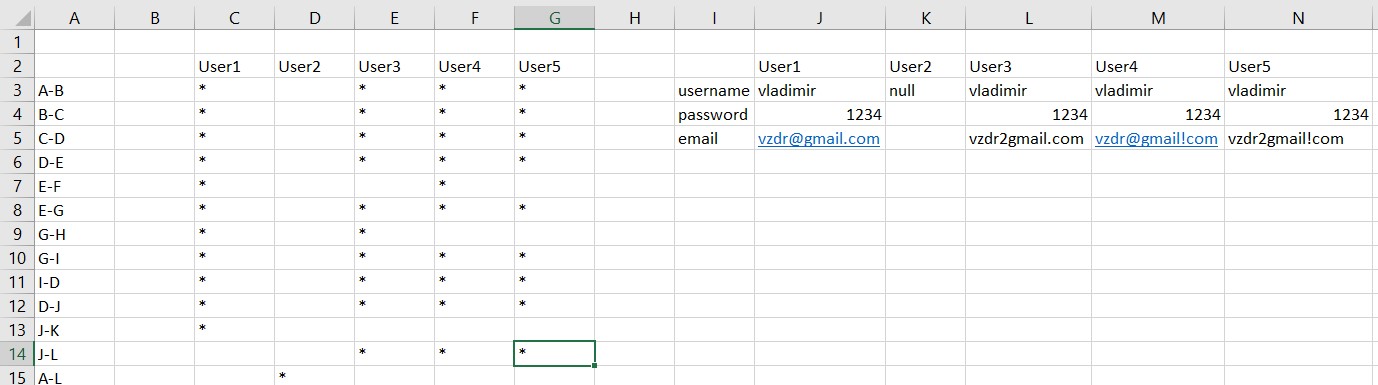 A B C D E F G H I J K L M N
1
2 User1 User2 User3 User4 User5 User1 User2 User3 User4 User5
3 A-B * * * * username vladimir null vladimir vladimir vladimir
4 B-C * * * * password 1234 1234 1234 1234
5 C-D * * * * email vzdr@gmail.com vzdr2gmail.com vzdr@gmail!com vzdr2gmail!com
6 D-E * * * *
7 E-F * *
8 E-G * * * *
9 G-H * *
10 G-I * * * *
11 I-D * * * *
12 D-J * * * *
13 J-K *
14 J-L * * *
15 A-L *